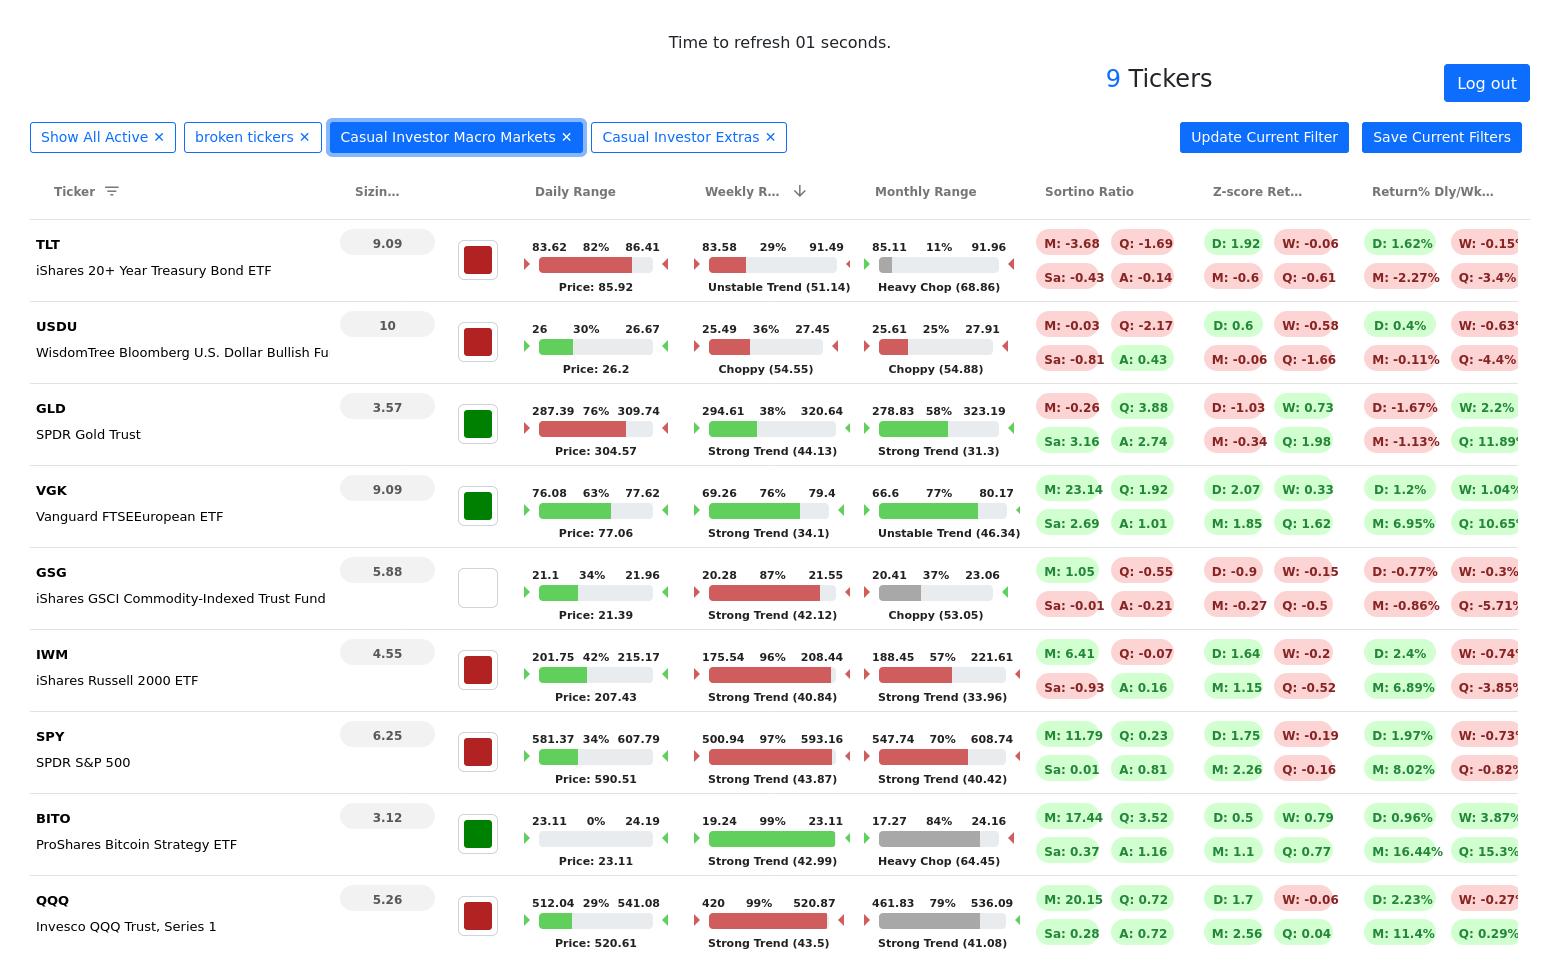 Time to refresh 01 seconds.
9 Tickers
Log out
Show All Active ✕ broken tickers ✕ Casual Investor Macro Markets ✕ Casual Investor Extras ✕ Update Current Filter Save Current Filters
Ticker Sizin... Daily Range Weekly R... Monthly Range Sortino Ratio Z-score Ret... Return% Dly/Wk...
TLT 9.09 83.62 82% 86.41 83.58 29% 91.49 85.11 11% 91.96 M: -3.68 Q: -1.69 D: 1.92 W: -0.06 D: 1.62% W: -0.15%
iShares 20+ Year Treasury Bond ETF Sa: -0.43 A: -0.14 M: -0.6 Q: -0.61 M: -2.27% Q: -3.4%
Price: 85.92 Unstable Trend (51.14) Heavy Chop (68.86)
USDU 10 26 30% 26.67 25.49 36% 27.45 25.61 25% 27.91 M: -0.03 Q: -2.17 D: 0.6 W: -0.58 D: 0.4% W: -0.63%
WisdomTree Bloomberg U.S. Dollar Bullish Fu Sa: -0.81 A: 0.43 M: -0.06 Q: -1.66 M: -0.11% Q: -4.4%
Price: 26.2 Choppy (54.55) Choppy (54.88)
GLD 3.57 287.39 76% 309.74 294.61 38% 320.64 278.83 58% 323.19 M: -0.26 Q: 3.88 D: -1.03 W: 0.73 D: -1.67% W: 2.2%
SPDR Gold Trust Sa: 3.16 A: 2.74 M: -0.34 Q: 1.98 M: -1.13% Q: 11.89%
Price: 304.57 Strong Trend (44.13) Strong Trend (31.3)
VGK 9.09 76.08 63% 77.62 69.26 76% 79.4 66.6 77% 80.17 M: 23.14 Q: 1.92 D: 2.07 W: 0.33 D: 1.2% W: 1.04%
Vanguard FTSEEuropean ETF Sa: 2.69 A: 1.01 M: 1.85 Q: 1.62 M: 6.95% Q: 10.65%
Price: 77.06 Strong Trend (34.1) Unstable Trend (46.34)
GSG 5.88 21.1 34% 21.96 20.28 87% 21.55 20.41 37% 23.06 M: 1.05 Q: -0.55 D: -0.9 W: -0.15 D: -0.77% W: -0.3%
iShares GSCI Commodity-Indexed Trust Fund Sa: -0.01 A: -0.21 M: -0.27 Q: -0.5 M: -0.86% Q: -5.71%
Price: 21.39 Strong Trend (42.12) Choppy (53.05)
IWM 4.55 201.75 42% 215.17 175.54 96% 208.44 188.45 57% 221.61 M: 6.41 Q: -0.07 D: 1.64 W: -0.2 D: 2.4% W: -0.74%
iShares Russell 2000 ETF Sa: -0.93 A: 0.16 M: 1.15 Q: -0.52 M: 6.89% Q: -3.85%
Price: 207.43 Strong Trend (40.84) Strong Trend (33.96)
SPY 6.25 581.37 34% 607.79 500.94 97% 593.16 547.74 70% 608.74 M: 11.79 Q: 0.23 D: 1.75 W: -0.19 D: 1.97% W: -0.73%
SPDR S&P 500 Sa: 0.01 A: 0.81 M: 2.26 Q: -0.16 M: 8.02% Q: -0.82%
Price: 590.51 Strong Trend (43.87) Strong Trend (40.42)
BITO 3.12 23.11 0% 24.19 19.24 99% 23.11 17.27 84% 24.16 M: 17.44 Q: 3.52 D: 0.5 W: 0.79 D: 0.96% W: 3.87%
ProShares Bitcoin Strategy ETF Sa: 0.37 A: 1.16 M: 1.1 Q: 0.77 M: 16.44% Q: 15.3%
Price: 23.11 Strong Trend (42.99) Heavy Chop (64.45)
QQQ 5.26 512.04 29% 541.08 420 99% 520.87 461.83 79% 536.09 M: 20.15 Q: 0.72 D: 1.7 W: -0.06 D: 2.23% W: -0.27%
Invesco QQQ Trust, Series 1 Sa: 0.28 A: 0.72 M: 2.56 Q: 0.04 M: 11.4% Q: 0.29%
Price: 520.61 Strong Trend (43.5) Strong Trend (41.08)